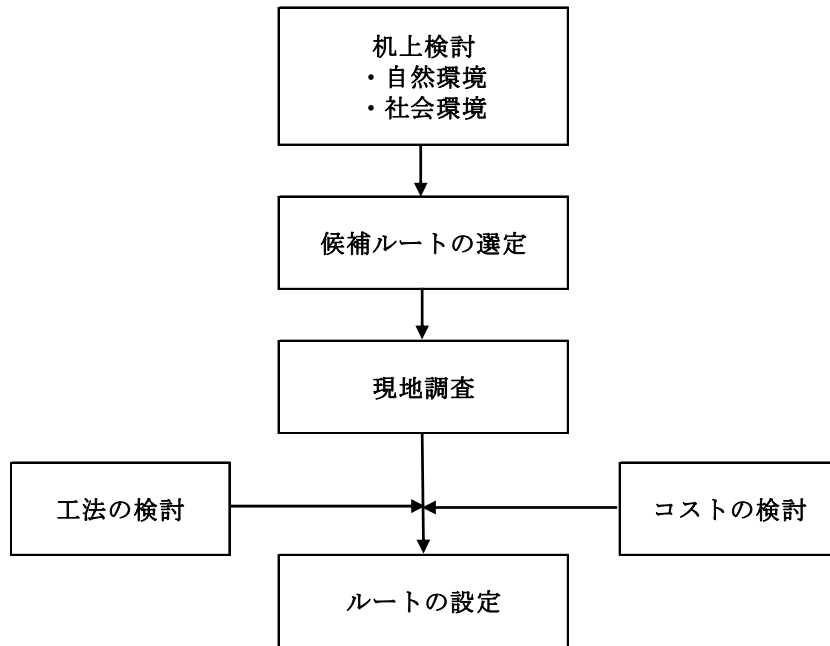 机上検討
・自然環境
・社会環境
候補ルートの選定
現地調査
工法の検討
コストの検討
ルートの設定